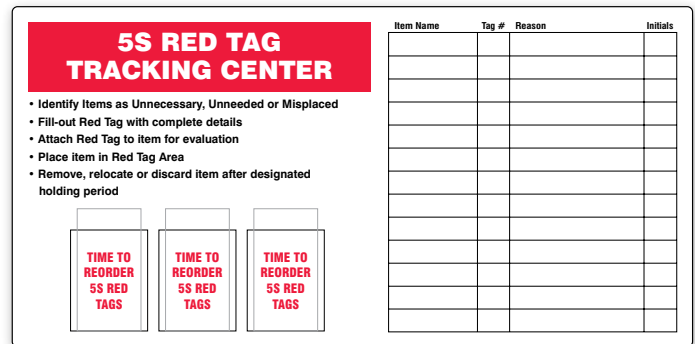 5S RED TAG
TRACKING CENTER
• Identify Items as Unnecessary, Unneeded or Misplaced
• Fill-out Red Tag with complete details
• Attach Red Tag to item for evaluation
• Place item in Red Tag Area
• Remove, relocate or discard item after designated
holding period
TIME TO
REORDER
5S RED
TAGS
TIME TO
REORDER
5S RED
TAGS
TIME TO
REORDER
5S RED
TAGS
Item Name Tag # Reason Initials